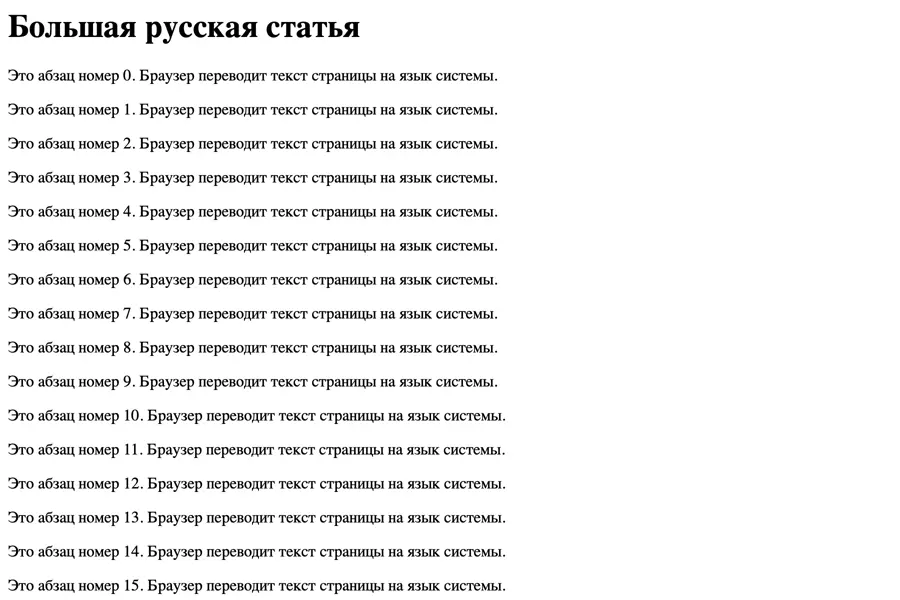 Большая русская статья
Это абзац номер 0. Браузер переводит текст страницы на язык системы.
Это абзац номер 1. Браузер переводит текст страницы на язык системы.
Это абзац номер 2. Браузер переводит текст страницы на язык системы.
Это абзац номер 3. Браузер переводит текст страницы на язык системы.
Это абзац номер 4. Браузер переводит текст страницы на язык системы.
Это абзац номер 5. Браузер переводит текст страницы на язык системы.
Это абзац номер 6. Браузер переводит текст страницы на язык системы.
Это абзац номер 7. Браузер переводит текст страницы на язык системы.
Это абзац номер 8. Браузер переводит текст страницы на язык системы.
Это абзац номер 9. Браузер переводит текст страницы на язык системы.
Это абзац номер 10. Браузер переводит текст страницы на язык системы.
Это абзац номер 11. Браузер переводит текст страницы на язык системы.
Это абзац номер 12. Браузер переводит текст страницы на язык системы.
Это абзац номер 13. Браузер переводит текст страницы на язык системы.
Это абзац номер 14. Браузер переводит текст страницы на язык системы.
Это абзац номер 15. Браузер переводит текст страницы на язык системы.